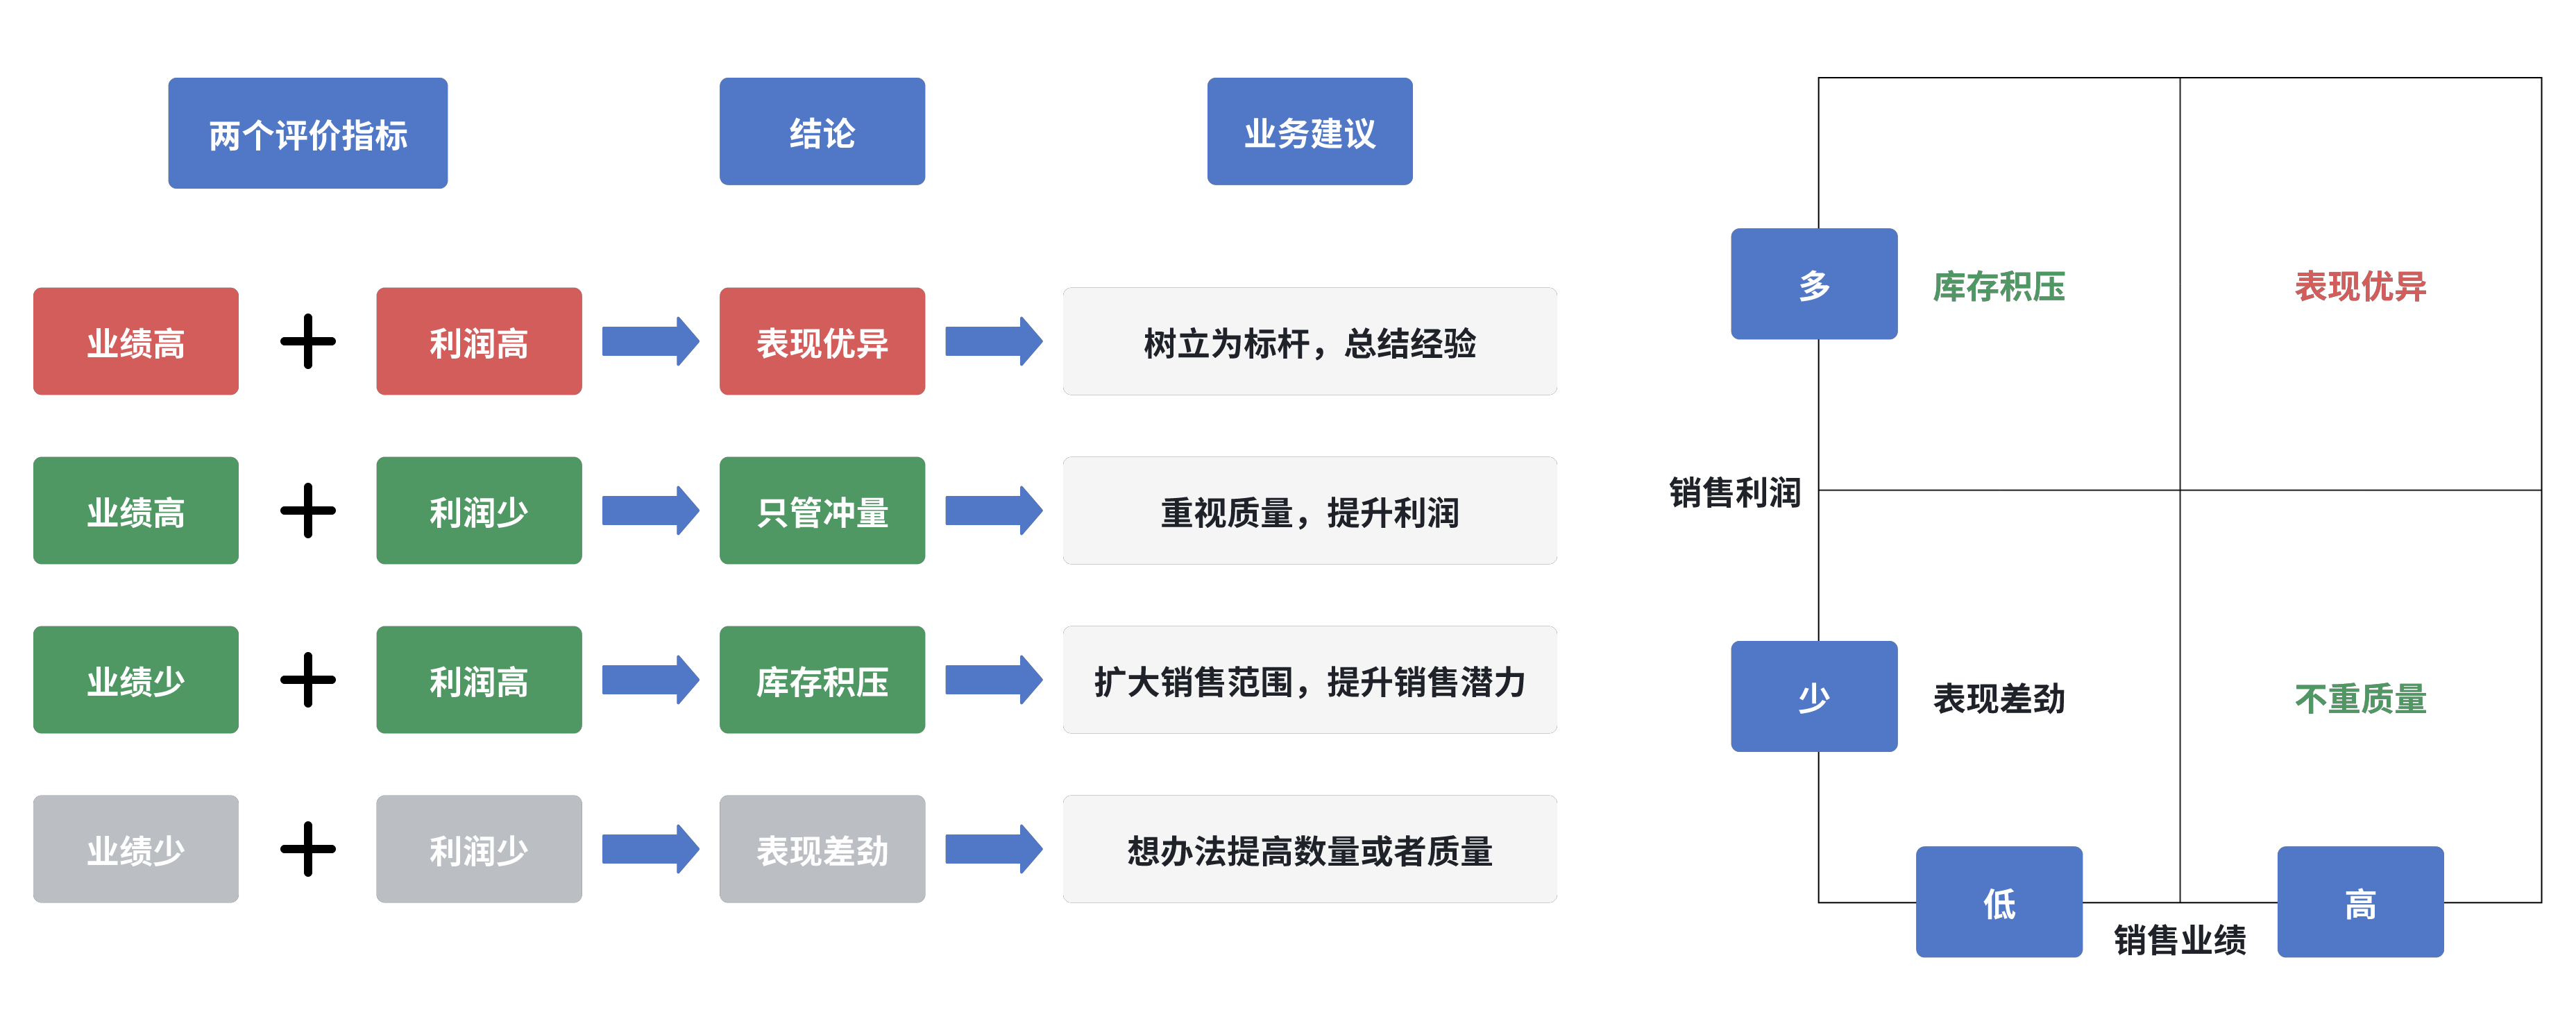 两个评价指标
结论
业务建议
业绩高
利润高
表现优异
树立为标杆，总结经验
业绩高
利润少
只管冲量
重视质量，提升利润
业绩少
利润高
库存积压
扩大销售范围，提升销售潜力
业绩少
利润少
表现差劲
想办法提高数量或者质量
多
库存积压
表现优异
销售利润
少
表现差劲
不重质量
低
高
销售业绩